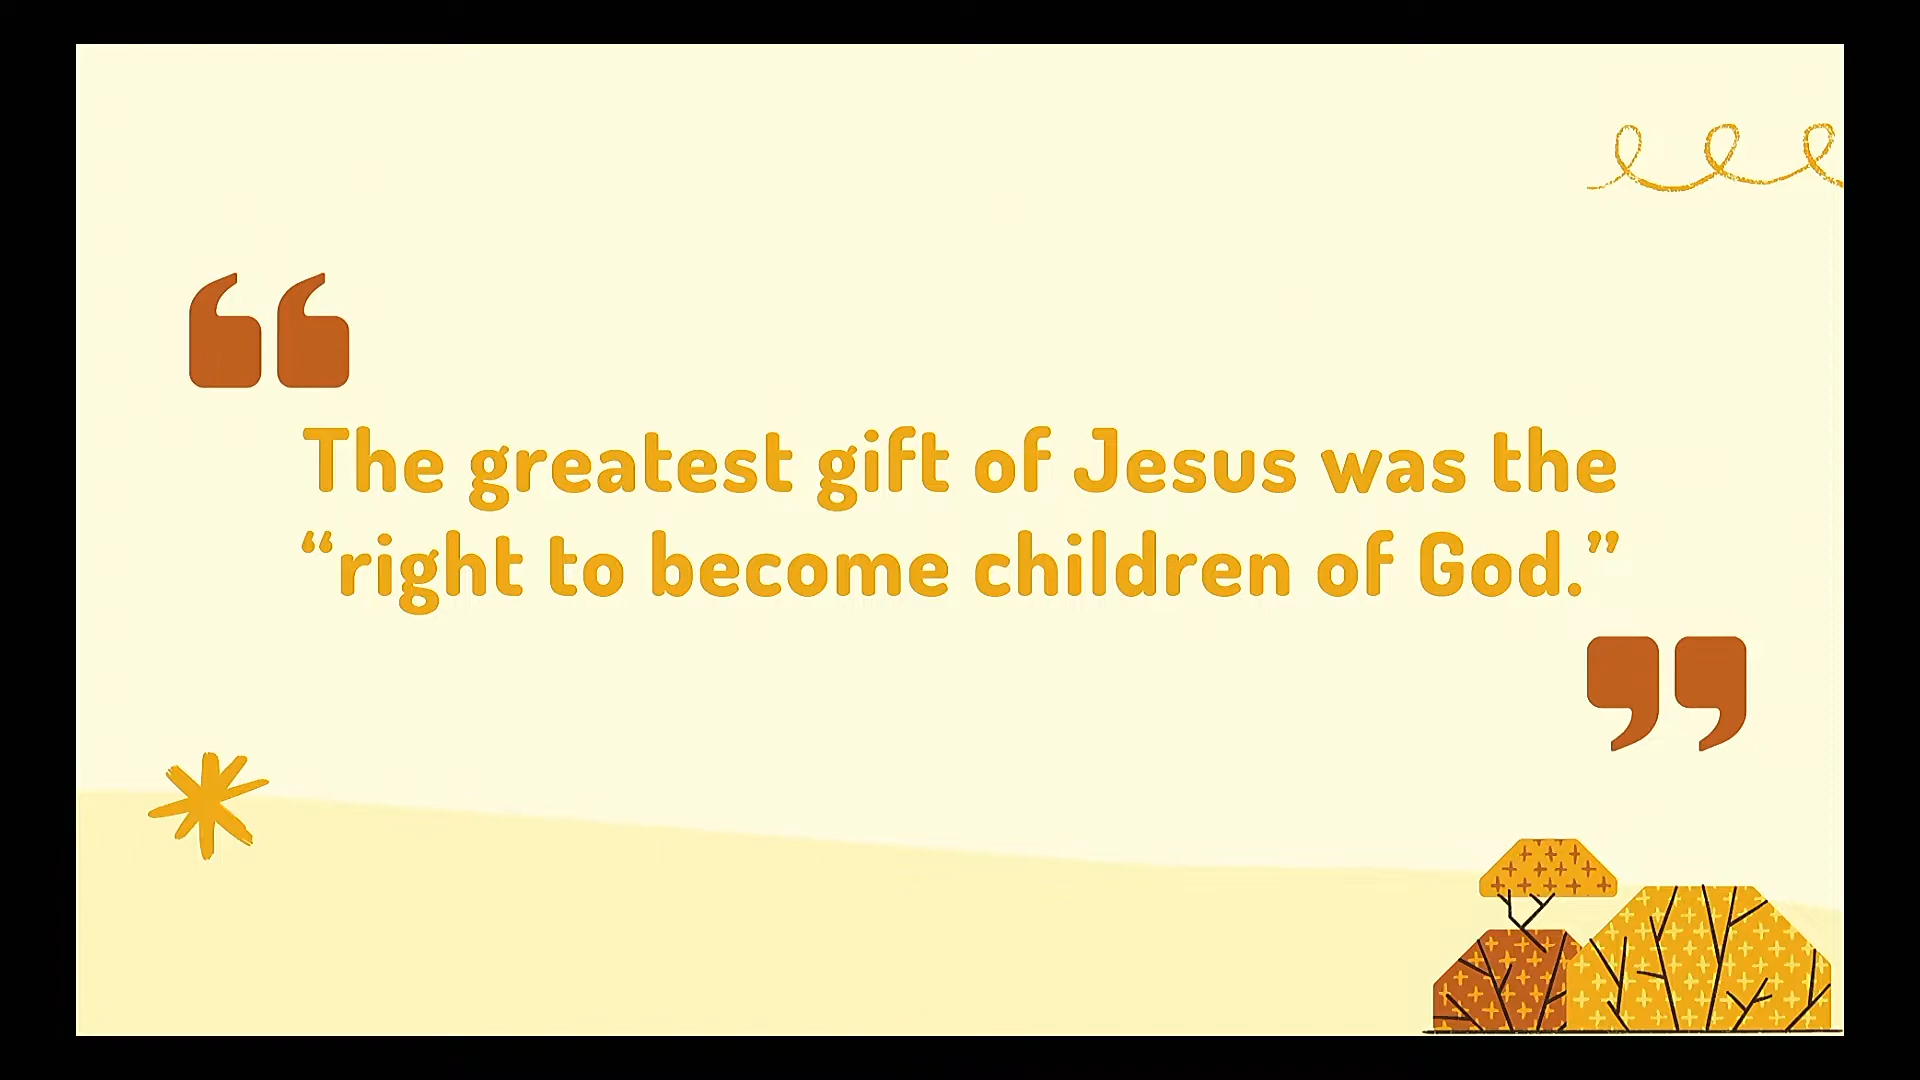 “
The greatest gift of Jesus was the
“right to become children of God.”
”